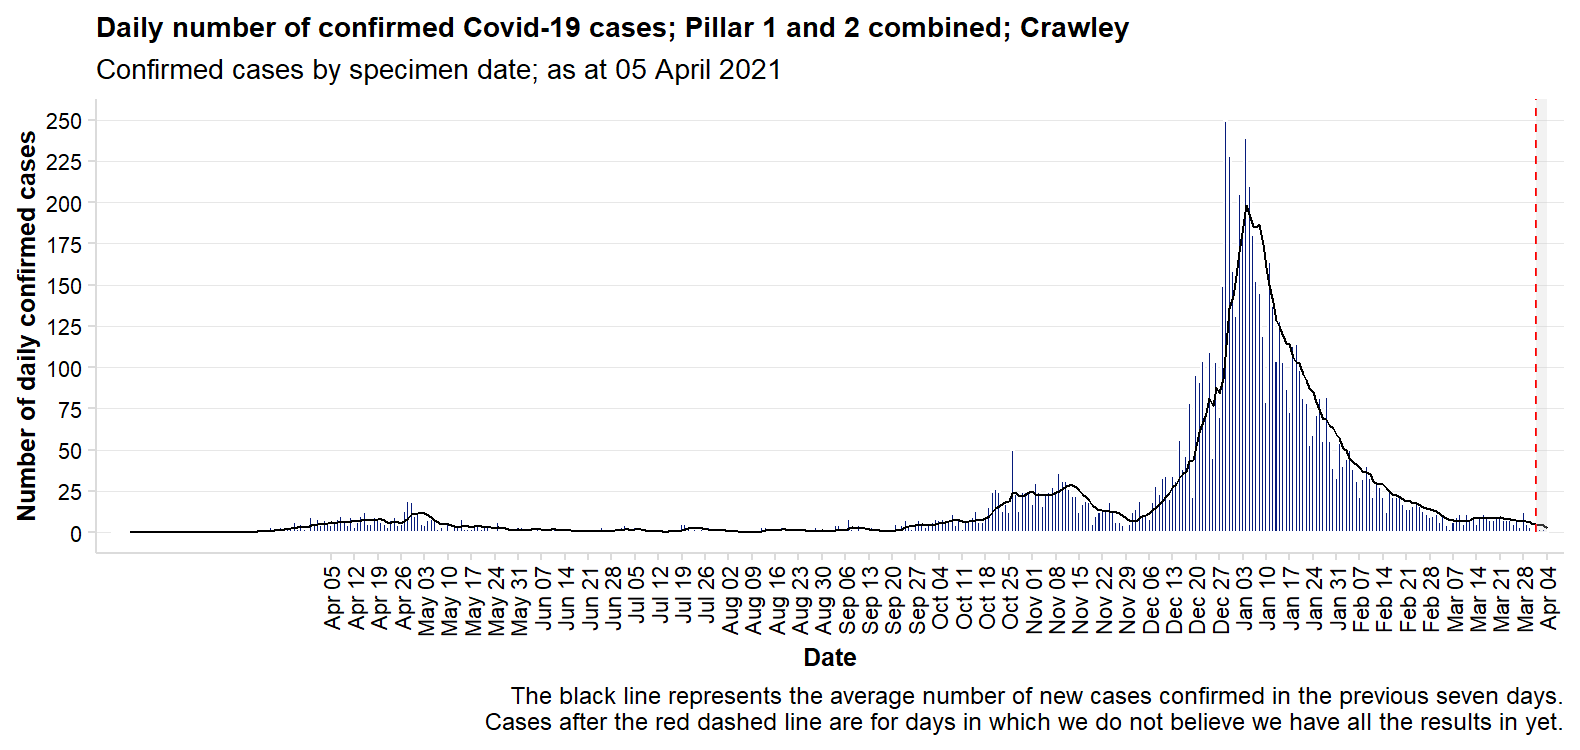 Daily number of confirmed Covid-19 cases; Pillar 1 and 2 combined; Crawley
Confirmed cases by specimen date; as at 05 April 2021
Number of daily confirmed cases
250
225
200
175
150
125
100
75
50
25
0
Apr 05
Apr 12
Apr 19
Apr 26
May 03
May 10
May 17
May 24
May 31
Jun 07
Jun 14
Jun 21
Jun 28
Jul 05
Jul 12
Jul 19
Jul 26
Aug 02
Aug 09
Aug 16
Aug 23
Aug 30
Sep 06
Sep 13
Sep 20
Sep 27
Oct 04
Oct 11
Oct 18
Oct 25
Nov 01
Nov 08
Nov 15
Nov 22
Nov 29
Dec 06
Dec 13
Dec 20
Dec 27
Jan 03
Jan 10
Jan 17
Jan 24
Jan 31
Feb 07
Feb 14
Feb 21
Feb 28
Mar 07
Mar 14
Mar 21
Mar 28
Apr 04
Date
The black line represents the average number of new cases confirmed in the previous seven days.
Cases after the red dashed line are for days in which we do not believe we have all the results in yet.